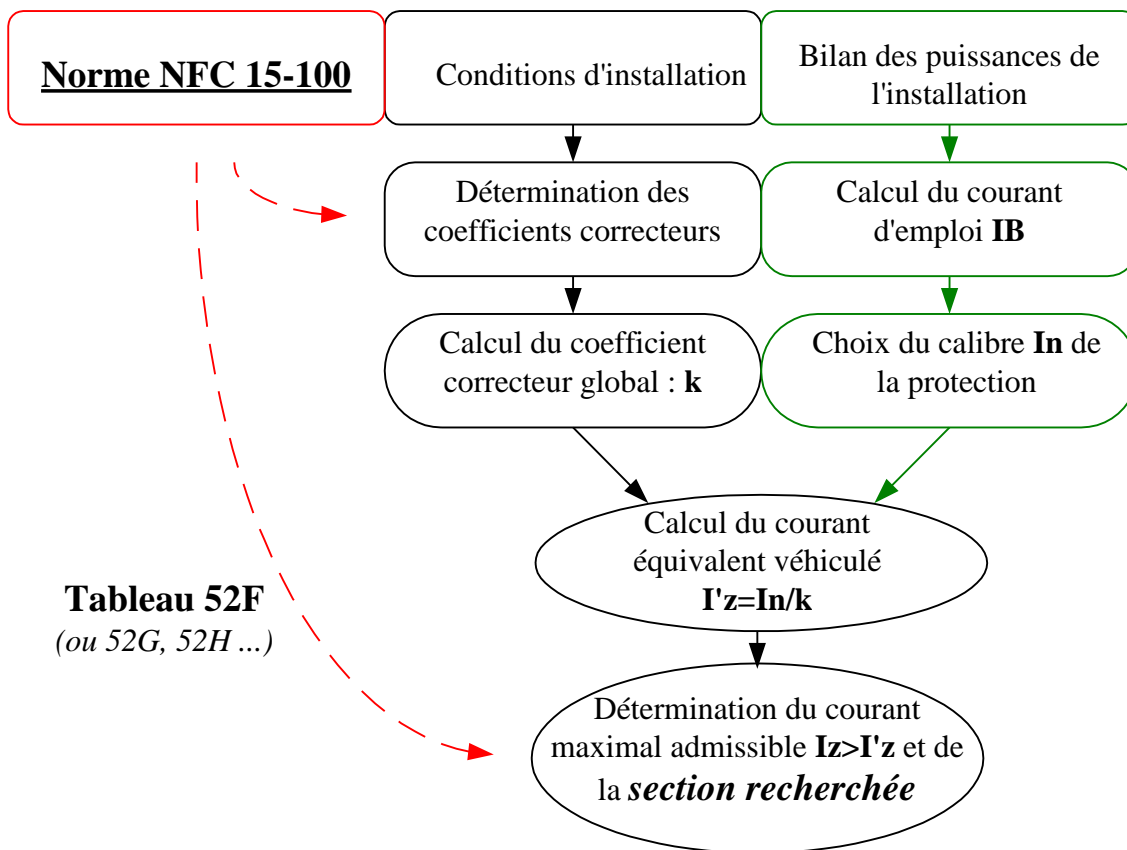 Norme NFC 15-100
Conditions d'installation
Bilan des puissances de
l'installation
Détermination des
coefficients correcteurs
Calcul du courant
d'emploi IB
Calcul du coefficient
correcteur global : k
Choix du calibre In de
la protection
Calcul du courant
équivalent véhiculé
I'z=In/k
Tableau 52F
(ou 52G, 52H ...)
Détermination du courant
maximal admissible Iz>I'z et de
la section recherchée